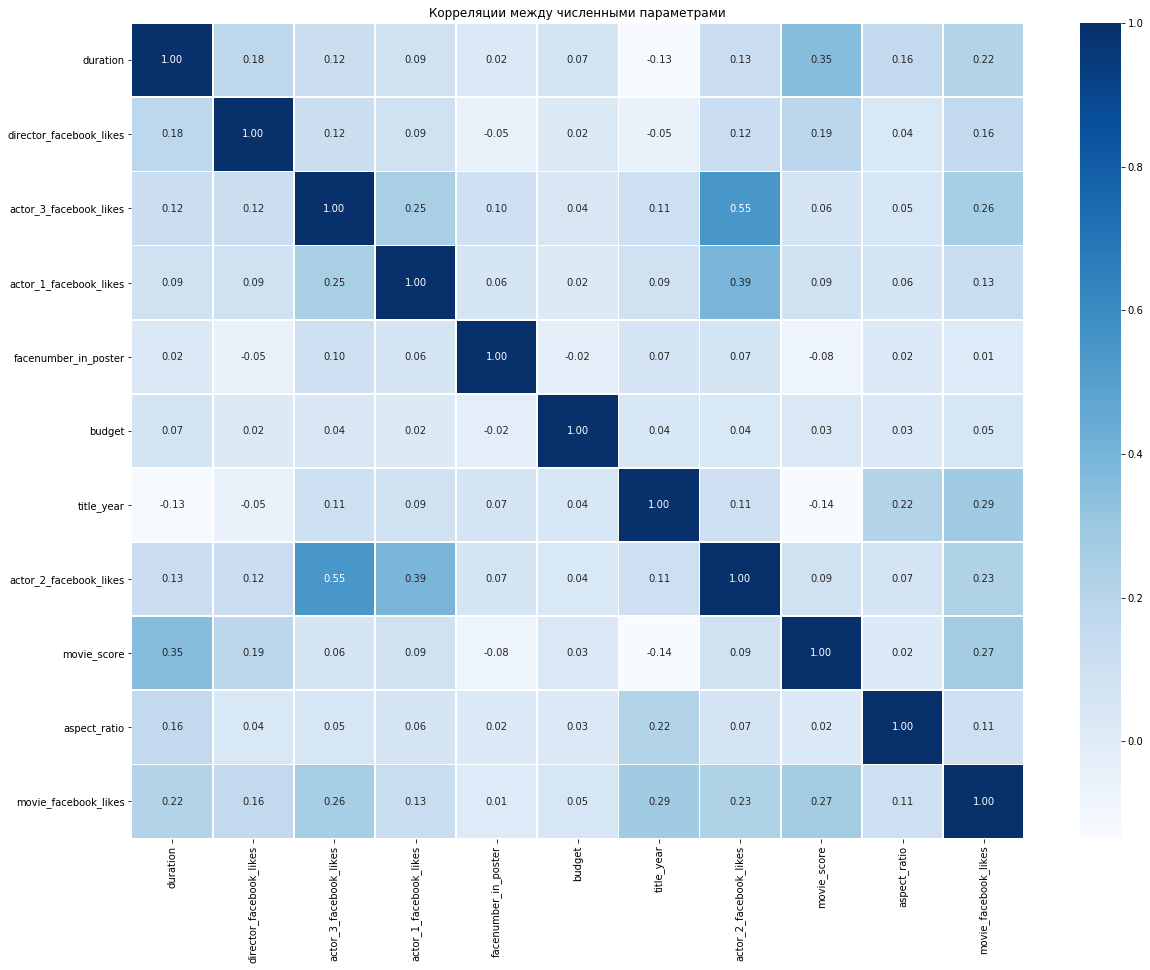 Корреляции между численными параметрами
duration 1.00 0.18 0.12 0.09 0.02 0.07 -0.13 0.13 0.35 0.16 0.22
director_facebook_likes 0.18 1.00 0.12 0.09 -0.05 0.02 -0.05 0.12 0.19 0.04 0.16
actor_3_facebook_likes 0.12 0.12 1.00 0.25 0.10 0.04 0.11 0.55 0.06 0.05 0.26
actor_1_facebook_likes 0.09 0.09 0.25 1.00 0.06 0.02 0.09 0.39 0.09 0.06 0.13
facenumber_in_poster 0.02 -0.05 0.10 0.06 1.00 -0.02 0.07 0.07 -0.08 0.02 0.01
budget 0.07 0.02 0.04 0.02 -0.02 1.00 0.04 0.04 0.03 0.03 0.05
title_year -0.13 -0.05 0.11 0.09 0.07 0.04 1.00 0.11 -0.14 0.22 0.29
actor_2_facebook_likes 0.13 0.12 0.55 0.39 0.07 0.04 0.11 1.00 0.09 0.07 0.23
movie_score 0.35 0.19 0.06 0.09 -0.08 0.03 -0.14 0.09 1.00 0.02 0.27
aspect_ratio 0.16 0.04 0.05 0.06 0.02 0.03 0.22 0.07 0.02 1.00 0.11
movie_facebook_likes 0.22 0.16 0.26 0.13 0.01 0.05 0.29 0.23 0.27 0.11 1.00
duration
director_facebook_likes
actor_3_facebook_likes
actor_1_facebook_likes
facenumber_in_poster
budget
title_year
actor_2_facebook_likes
movie_score
aspect_ratio
movie_facebook_likes
1.0
0.8
0.6
0.4
0.2
0.0